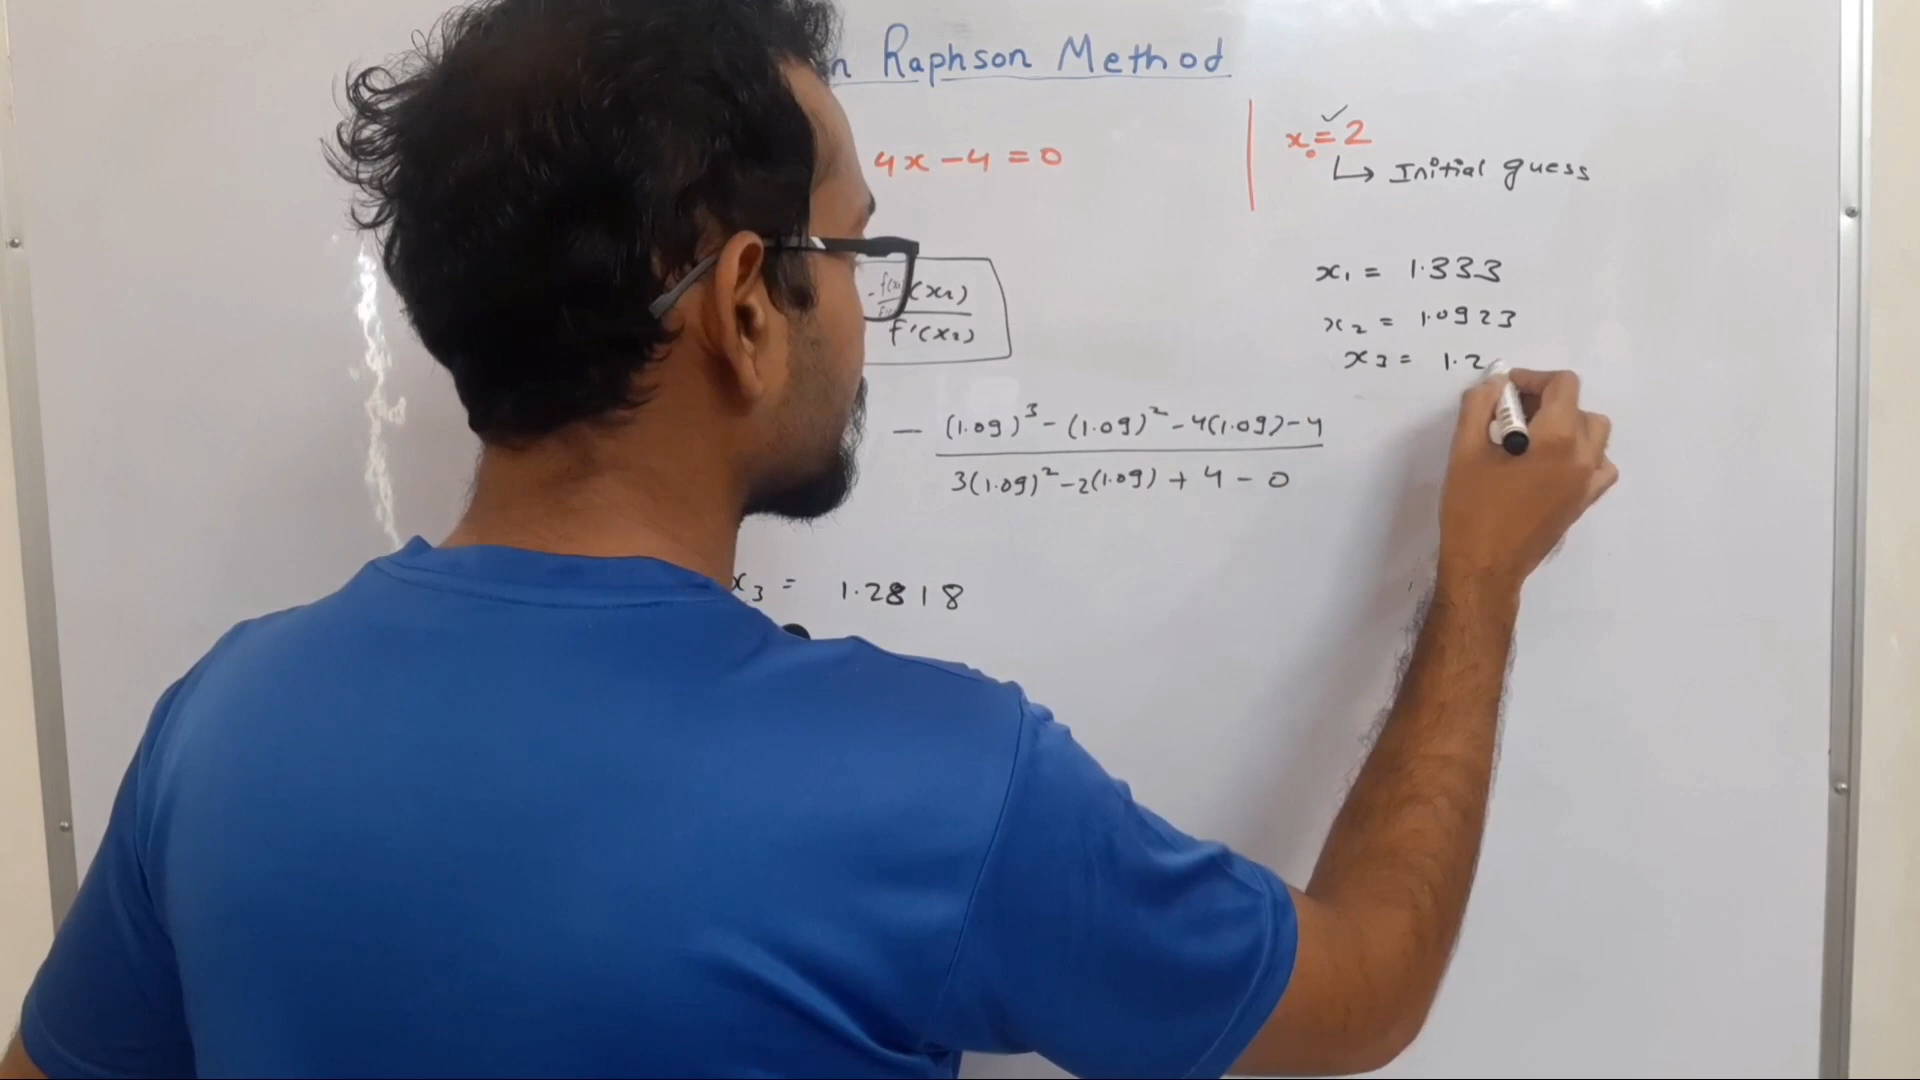 n Raphson Method
4x - 4 = 0
x₀ = 2
↳ Initial guess
x₁ = 1.333
(x₂)
f'(x₂)
x₂ = 1.0923
x₃ = 1.2
- (1.09)³ - (1.09)² - 4(1.09) - 4
3(1.09)² - 2(1.09) + 4 - 0
x₃ = 1.2818